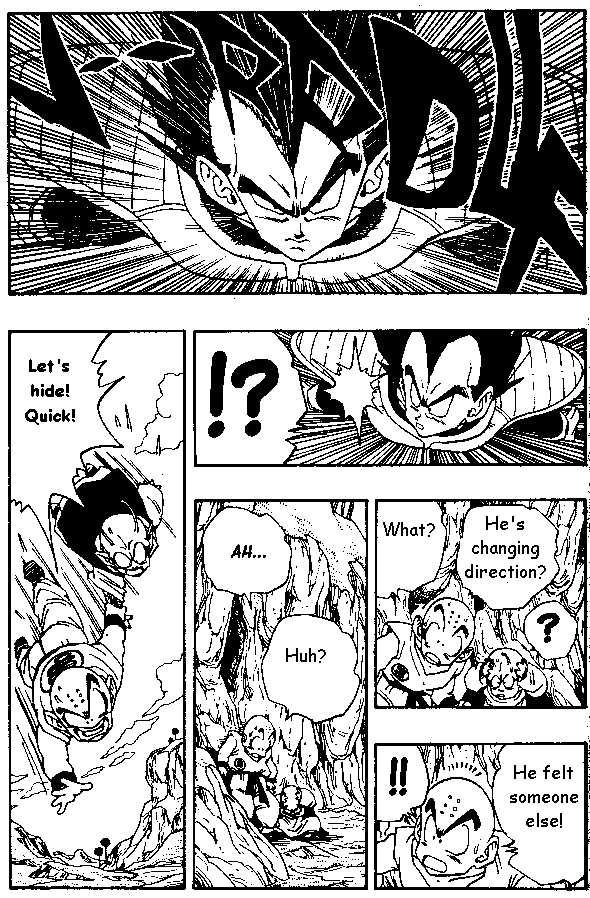 Let's
hide!
Quick!
!?
AH...
Huh?
What?
He's
changing
direction?
?
!!
He felt
someone
else!